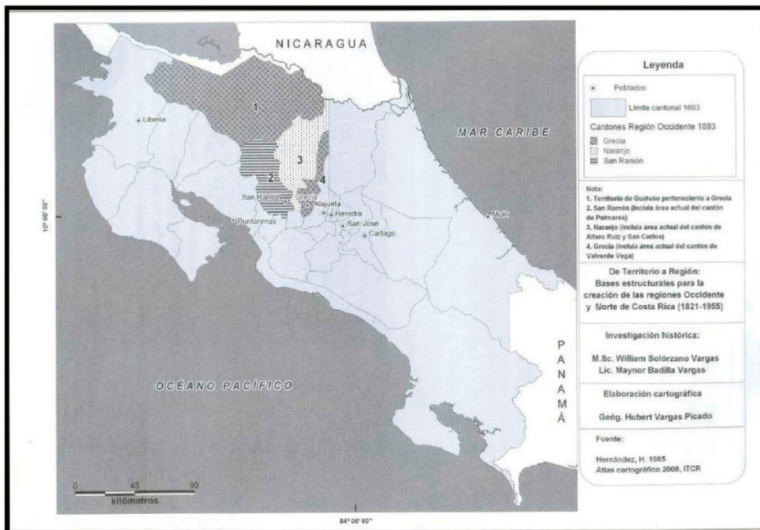 NICARAGUA
MAR CARIBE
Liberia
1
2
3
4
San Ramón
Grecia
Alajuela
Heredia
San José
Cartago
Puntarenas
10°00'00"
OCÉANO PACÍFICO
PANAMÁ
0 45 90
kilómetros
84°00'00"
Leyenda
Poblados
Límite cantonal 1883
Cantones Región Occidente 1883
Grecia
Naranjo
San Ramón
Nota:
1. Territorio de Guatuso perteneciente a Grecia
2. San Ramón (Incluía área actual del cantón
de Palmares)
3. Naranjo (Incluía área actual del cantón de
Alfaro Ruiz y San Carlos)
4. Grecia (Incluía área actual del cantón de
Valverde Vega)
De Territorio a Región:
Bases estructurales para la
creación de las regiones Occidente
y Norte de Costa Rica (1821-1955)
Investigación histórica:
M.Sc. William Solórzano Vargas
Lic. Maynor Badilla Vargas
Elaboración cartográfica
Geóg. Hubert Vargas Picado
Fuente:
Hernández, H. 1985
Atlas cartográfico 2008, ITCR